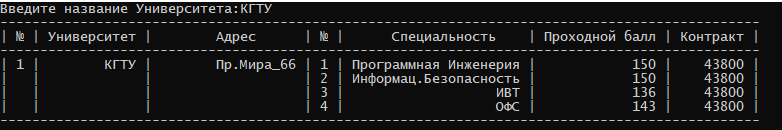 Введите название Университета:КГТУ
-----------------------------------------------------------------------------------------------
| № | Университет | Адрес | № | Специальность | Проходной балл | Контракт |
-----------------------------------------------------------------------------------------------
| 1 | КГТУ | Пр.Мира_66 | 1 | Программная Инженерия | 150 | 43800 |
| | | | 2 | Информац.Безопасность | 150 | 43800 |
| | | | 3 | ИВТ | 136 | 43800 |
| | | | 4 | ОФС | 143 | 43800 |
-----------------------------------------------------------------------------------------------